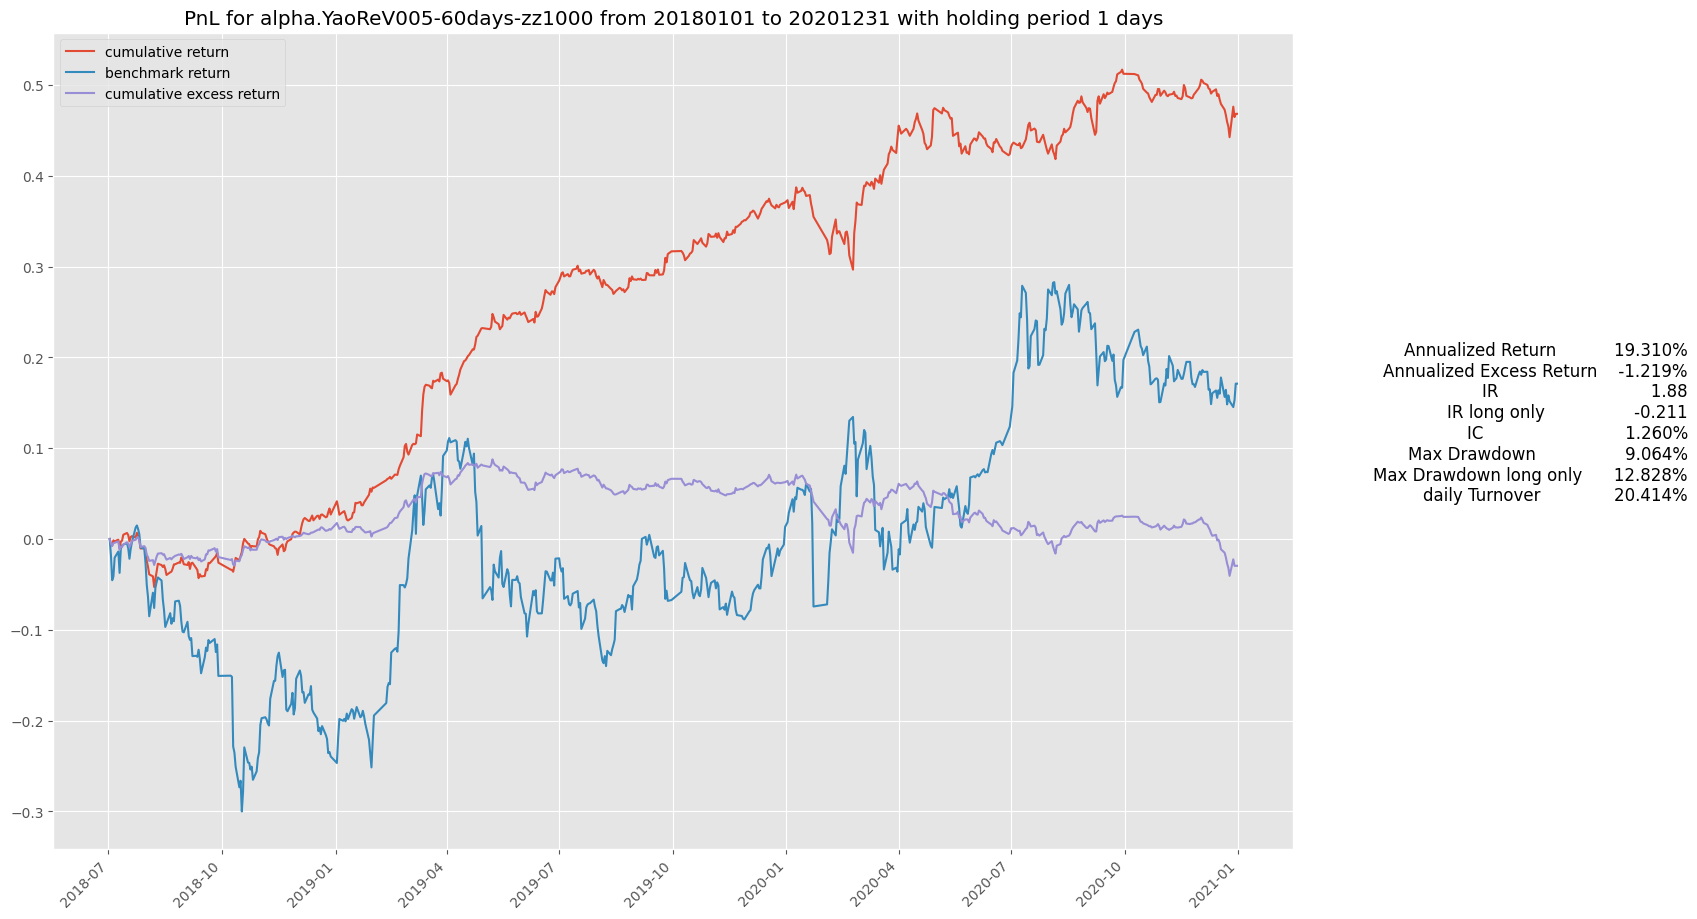 PnL for alpha.YaoReV005-60days-zz1000 from 20180101 to 20201231 with holding period 1 days
cumulative return
benchmark return
cumulative excess return
0.5
0.4
0.3
0.2
0.1
0.0
−0.1
−0.2
−0.3
2018-07
2018-10
2019-01
2019-04
2019-07
2019-10
2020-01
2020-04
2020-07
2020-10
2021-01
Annualized Return 19.310%
Annualized Excess Return -1.219%
IR 1.88
IR long only -0.211
IC 1.260%
Max Drawdown 9.064%
Max Drawdown long only 12.828%
daily Turnover 20.414%